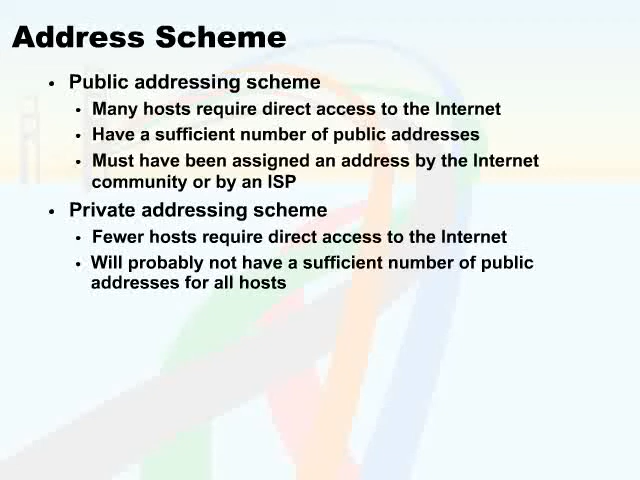 Address Scheme
• Public addressing scheme
• Many hosts require direct access to the Internet
• Have a sufficient number of public addresses
• Must have been assigned an address by the Internet
community or by an ISP
• Private addressing scheme
• Fewer hosts require direct access to the Internet
• Will probably not have a sufficient number of public
addresses for all hosts